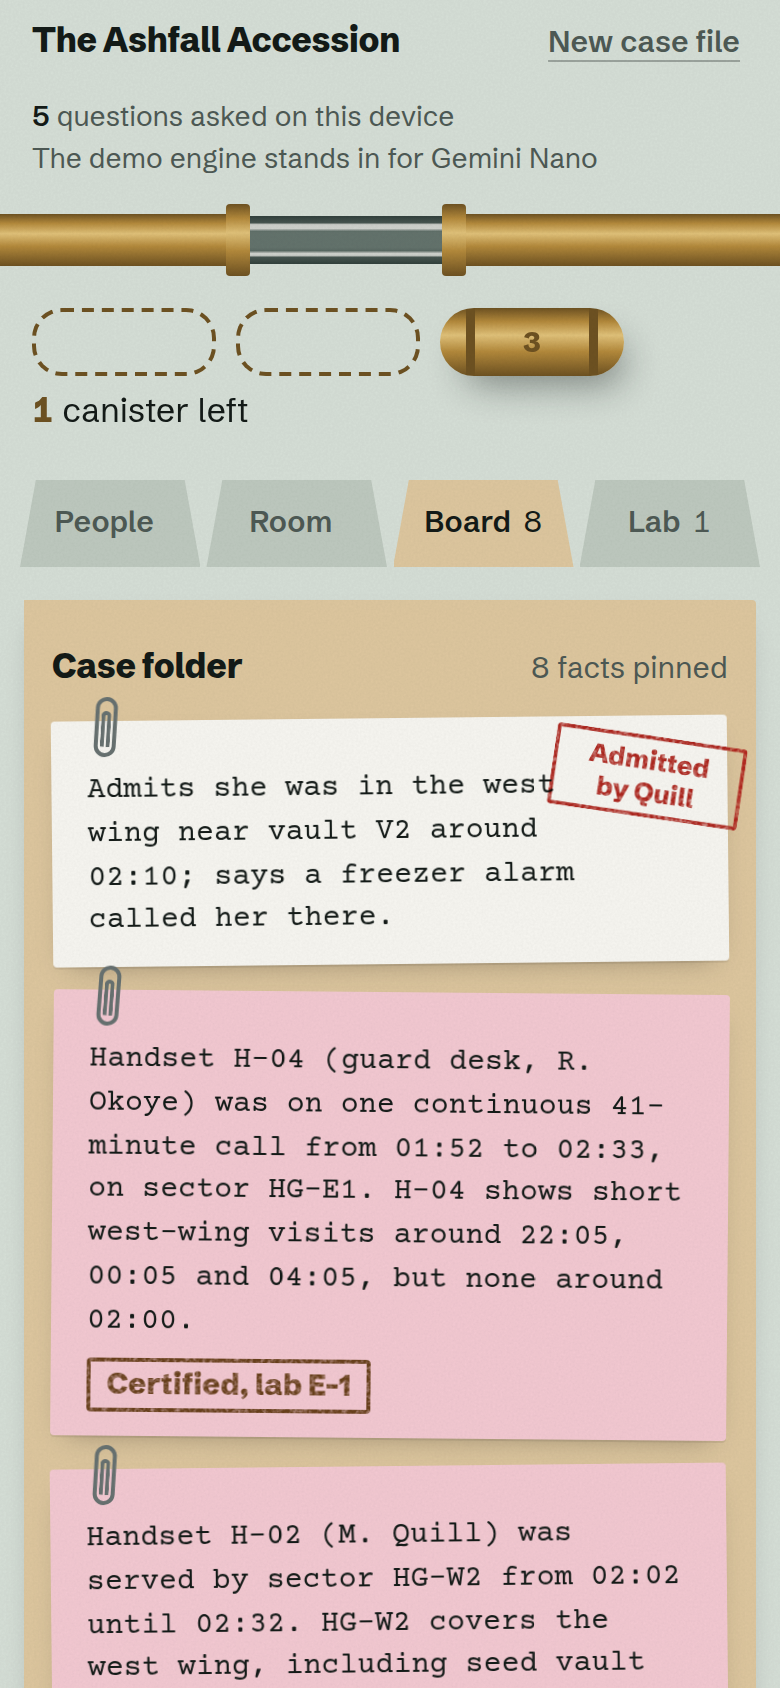 The Ashfall Accession
New case file
5 questions asked on this device
The demo engine stands in for Gemini Nano
3
1 canister left
People
Room
Board 8
Lab 1
Case folder
8 facts pinned
Admitted
by Quill
Admits she was in the west
wing near vault V2 around
02:10; says a freezer alarm
called her there.
Handset H-04 (guard desk, R.
Okoye) was on one continuous 41-
minute call from 01:52 to 02:33,
on sector HG-E1. H-04 shows short
west-wing visits around 22:05,
00:05 and 04:05, but none around
02:00.
Certified, lab E-1
Handset H-02 (M. Quill) was
served by sector HG-W2 from 02:02
until 02:32. HG-W2 covers the
west wing, including seed vault